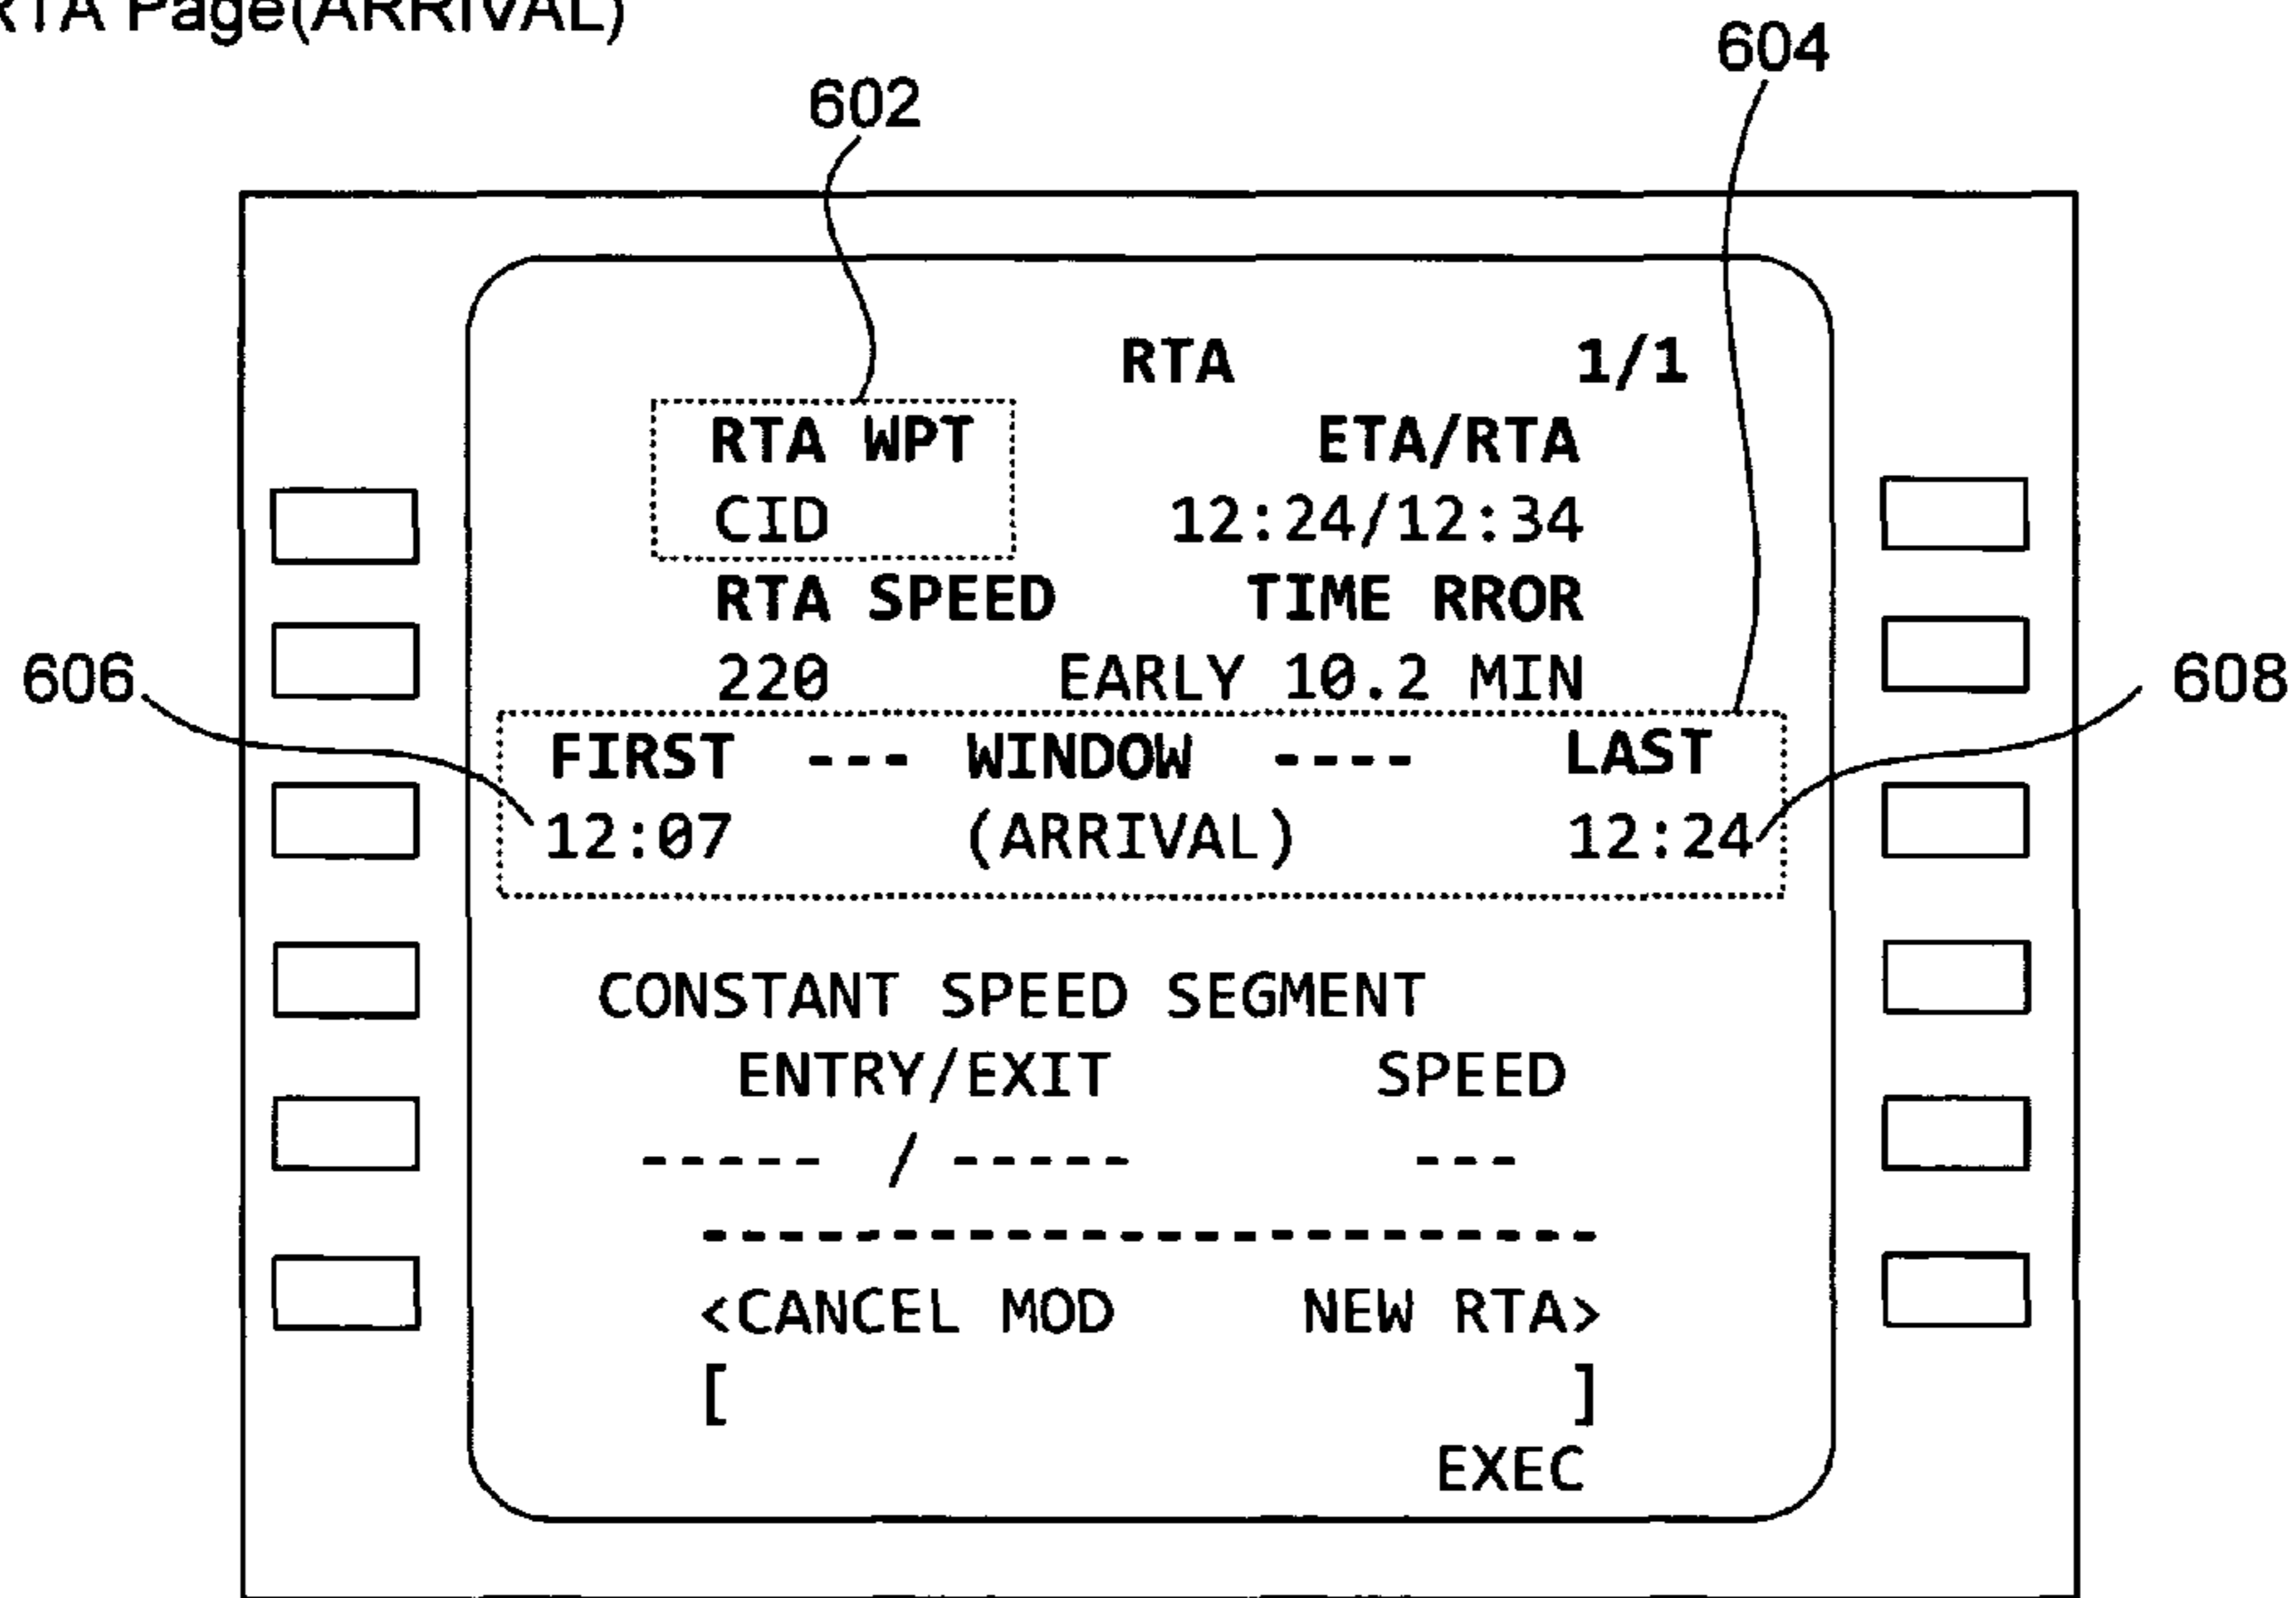 RTA Page(ARRIVAL)
604
602
RTA 1/1
RTA WPT ETA/RTA
CID 12:24/12:34
RTA SPEED TIME RROR
220 EARLY 10.2 MIN
606
608
FIRST --- WINDOW ---- LAST
12:07 (ARRIVAL) 12:24
CONSTANT SPEED SEGMENT
ENTRY/EXIT SPEED
----- / ----- ---
------------------------
<CANCEL MOD NEW RTA>
[ ]
EXEC